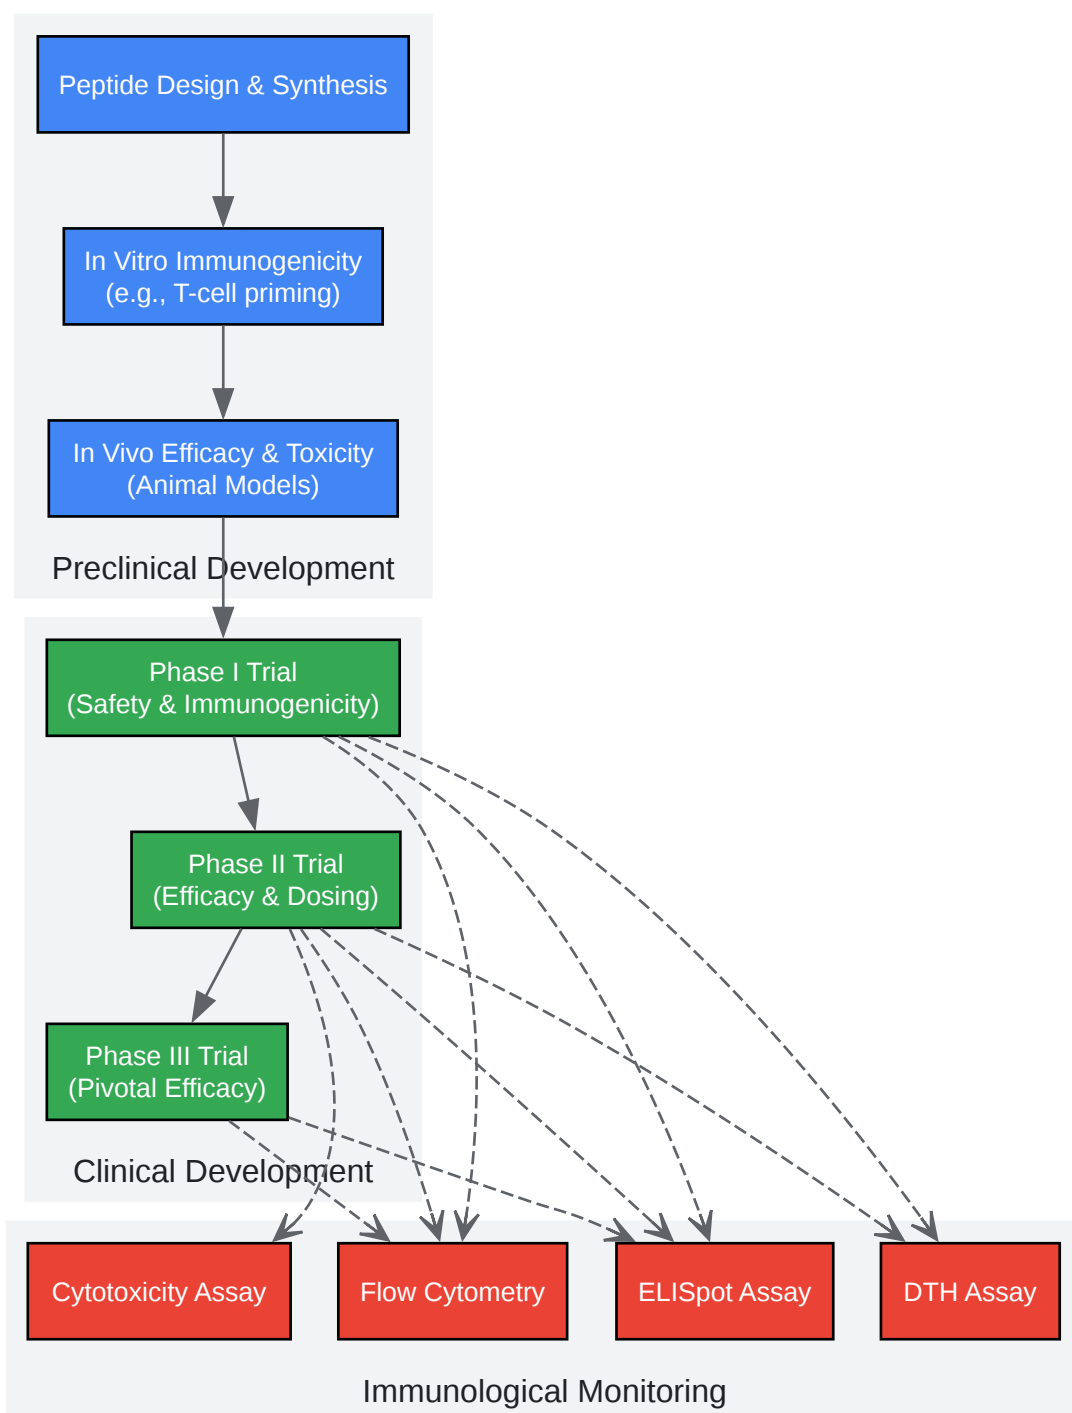 Peptide Design & Synthesis
In Vitro Immunogenicity
(e.g., T-cell priming)
In Vivo Efficacy & Toxicity
(Animal Models)
Preclinical Development
Phase I Trial
(Safety & Immunogenicity)
Phase II Trial
(Efficacy & Dosing)
Phase III Trial
(Pivotal Efficacy)
Clinical Development
Cytotoxicity Assay
Flow Cytometry
ELISpot Assay
DTH Assay
Immunological Monitoring